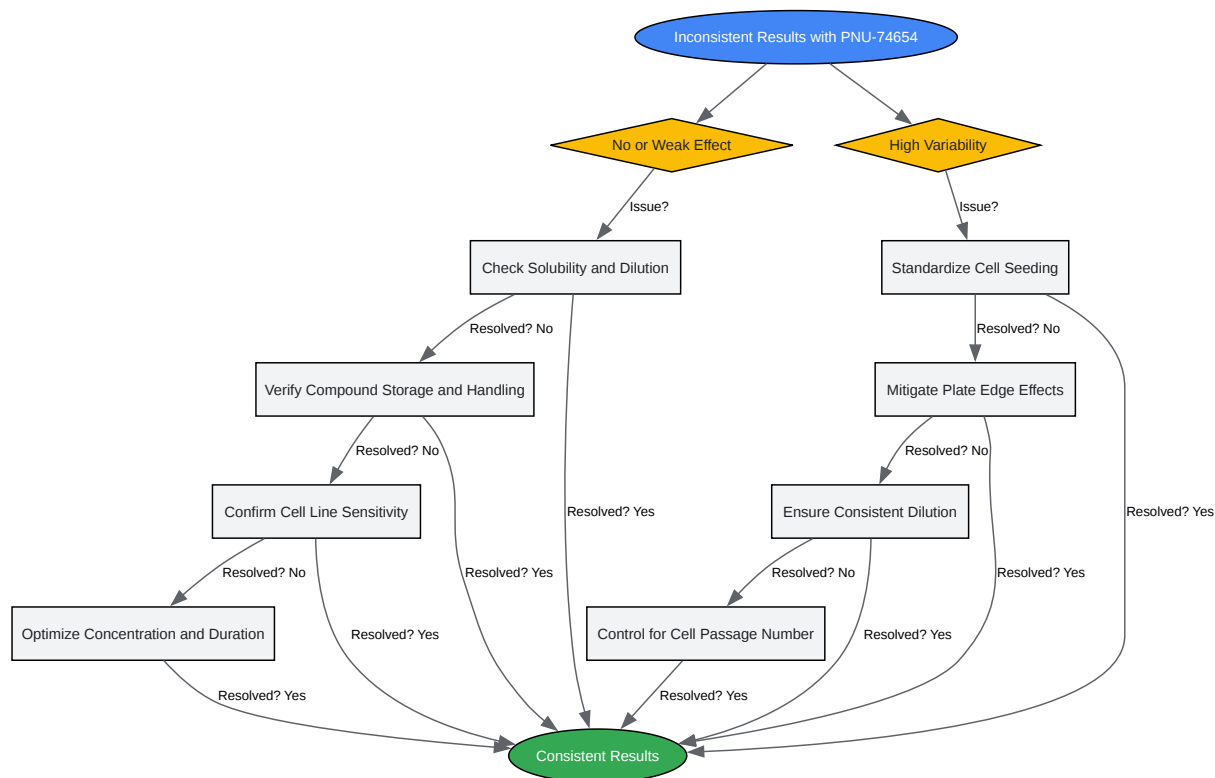 Inconsistent Results with PNU-74654
No or Weak Effect
High Variability
Issue?
Issue?
Check Solubility and Dilution
Standardize Cell Seeding
Resolved? No
Resolved? No
Verify Compound Storage and Handling
Mitigate Plate Edge Effects
Resolved? No
Resolved? No
Confirm Cell Line Sensitivity
Resolved? Yes
Ensure Consistent Dilution
Resolved? Yes
Resolved? No
Resolved? Yes
Resolved? No
Resolved? Yes
Optimize Concentration and Duration
Resolved? Yes
Control for Cell Passage Number
Resolved? Yes
Resolved? Yes
Resolved? Yes
Consistent Results